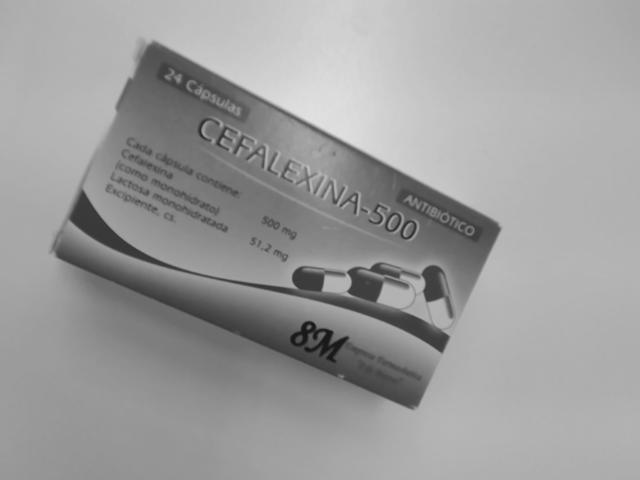 24 Cápsulas
CEFALEXINA-500
ANTIBIÓTICO
Cada cápsula contiene:
Cefalexina
(como monohidrato) 500 mg
Lactosa monohidratada 51,2 mg
Excipiente, cs.
8M